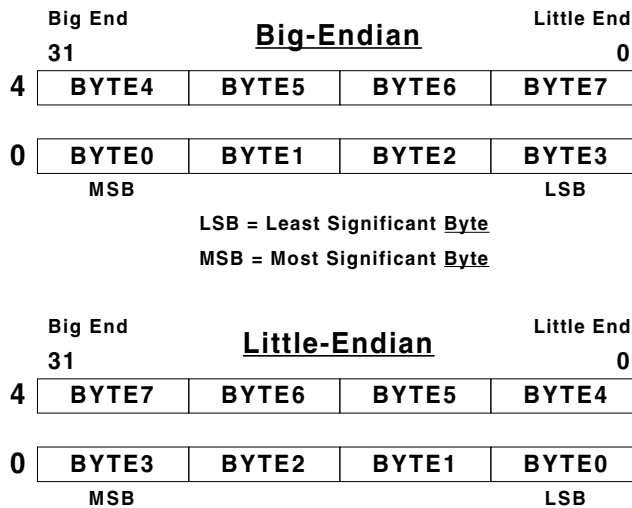 Big End Big-Endian Little End
31 0
4 BYTE4 BYTE5 BYTE6 BYTE7
0 BYTE0 BYTE1 BYTE2 BYTE3
MSB LSB
LSB = Least Significant Byte
MSB = Most Significant Byte
Big End Little-Endian Little End
31 0
4 BYTE7 BYTE6 BYTE5 BYTE4
0 BYTE3 BYTE2 BYTE1 BYTE0
MSB LSB